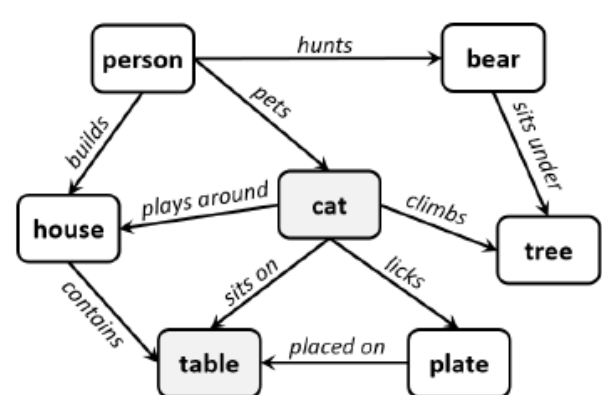 hunts
person
bear
pets
builds
sits under
plays around
cat
climbs
house
tree
contains
sits on
licks
table
placed on
plate